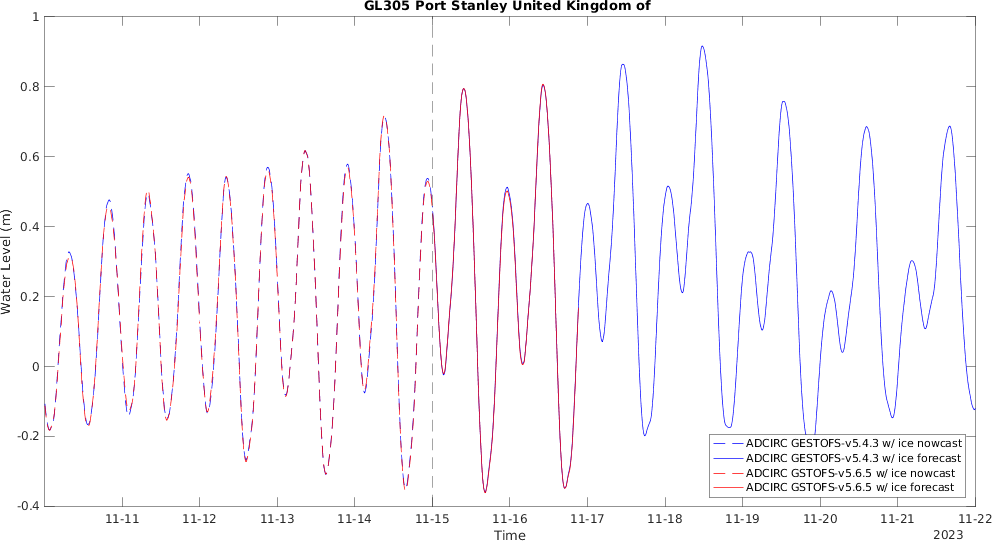 GL305 Port Stanley United Kingdom of
1
0.8
0.6
0.4
0.2
0
-0.2
-0.4
Water Level (m)
11-11 11-12 11-13 11-14 11-15 11-16 11-17 11-18 11-19 11-20 11-21 11-22
Time
2023
ADCIRC GESTOFS-v5.4.3 w/ ice nowcast
ADCIRC GESTOFS-v5.4.3 w/ ice forecast
ADCIRC GSTOFS-v5.6.5 w/ ice nowcast
ADCIRC GSTOFS-v5.6.5 w/ ice forecast